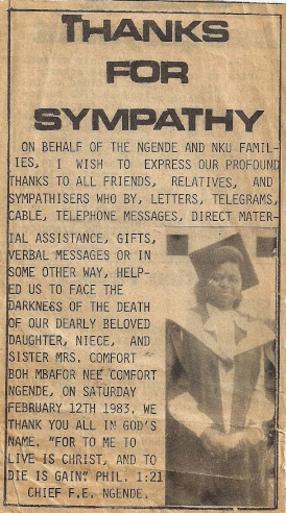 THANKS
FOR
SYMPATHY
ON BEHALF OF THE NGENDE AND NKU FAMIL-
IES, I WISH TO EXPRESS OUR PROFOUND
THANKS TO ALL FRIENDS, RELATIVES, AND
SYMPATHISERS WHO BY, LETTERS, TELEGRAMS,
CABLE, TELEPHONE MESSAGES, DIRECT MATER-
IAL ASSISTANCE, GIFTS,
VERBAL MESSAGES OR IN
SOME OTHER WAY, HELP-
ED US TO FACE THE
DARKNESS OF THE DEATH
OF OUR DEARLY BELOVED
DAUGHTER, NIECE, AND
SISTER MRS. COMFORT
BOH MBAFOR NEE COMFORT
NGENDE, ON SATURDAY
FEBRUARY 12TH 1983. WE
THANK YOU ALL IN GOD'S
NAME. "FOR TO ME TO
LIVE IS CHRIST, AND TO
DIE IS GAIN" PHIL. 1:21
CHIEF F.E. NGENDE.